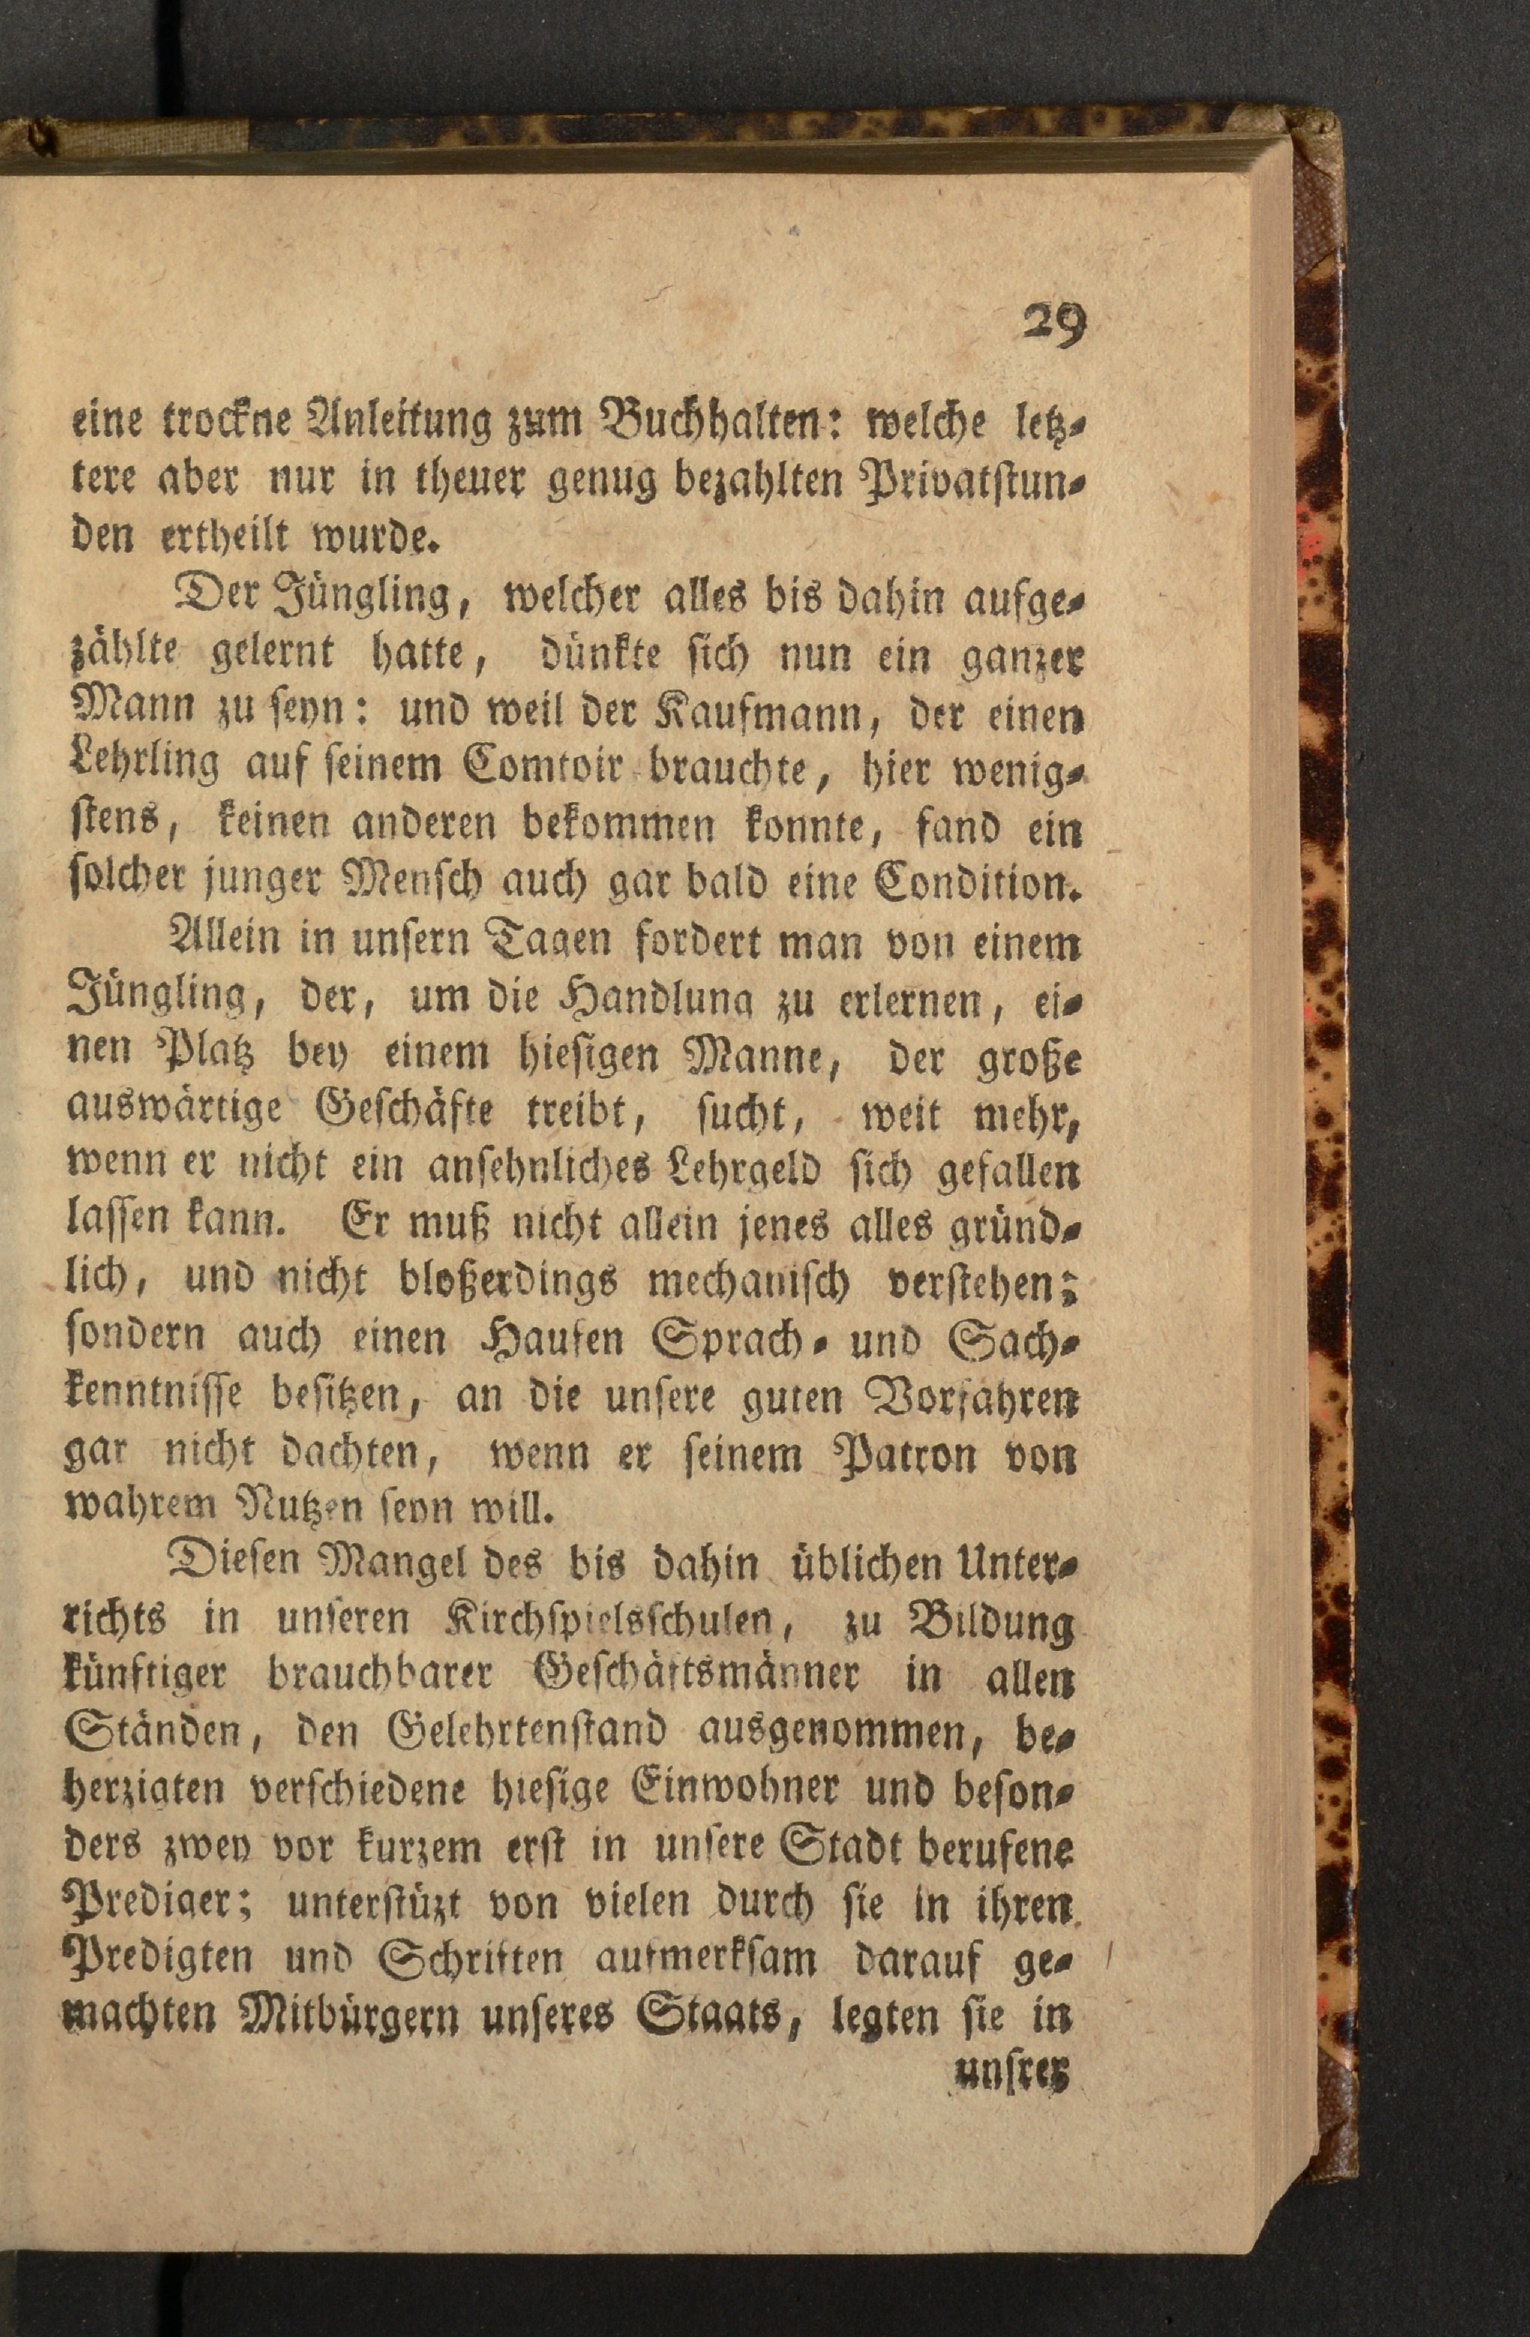 29
eine trockne Anleitung zum Buchhalten: welche letz-
tere aber nur in theuer genug bezahlten Privatstun-
den ertheilt wurde.
Der Jüngling, welcher alles bis dahin aufge-
zählte gelernt hatte, dünkte sich nun ein ganzer
Mann zu seyn: und weil der Kaufmann, der einen
Lehrling auf seinem Comtoir brauchte, hier wenig-
stens, keinen anderen bekommen konnte, fand ein
solcher junger Mensch auch gar bald eine Condition.
Allein in unsern Tagen fordert man von einem
Jüngling, der, um die Handlung zu erlernen, ei-
nen Platz bey einem hiesigen Manne, der große
auswärtige Geschäfte treibt, sucht, weit mehr,
wenn er nicht ein ansehnliches Lehrgeld sich gefallen
lassen kann. Er muß nicht allein jenes alles gründ-
lich, und nicht bloßerdings mechanisch verstehen;
sondern auch einen Haufen Sprach- und Sach-
kenntnisse besitzen, an die unsere guten Vorfahren
gar nicht dachten, wenn er seinem Patron von
wahrem Nutzen seyn will.
Diesen Mangel des bis dahin üblichen Unter-
richts in unseren Kirchspielsschulen, zu Bildung
künftiger brauchbarer Geschäftsmänner in allen
Ständen, den Gelehrtenstand ausgenommen, be-
herzigten verschiedene hiesige Einwohner und beson-
ders zwey vor kurzem erst in unsere Stadt berufene
Prediger; unterstüzt von vielen durch sie in ihren
Predigten und Schriften aufmerksam darauf ge-
machten Mitbürgern unseres Staats, legten sie in
unsrer